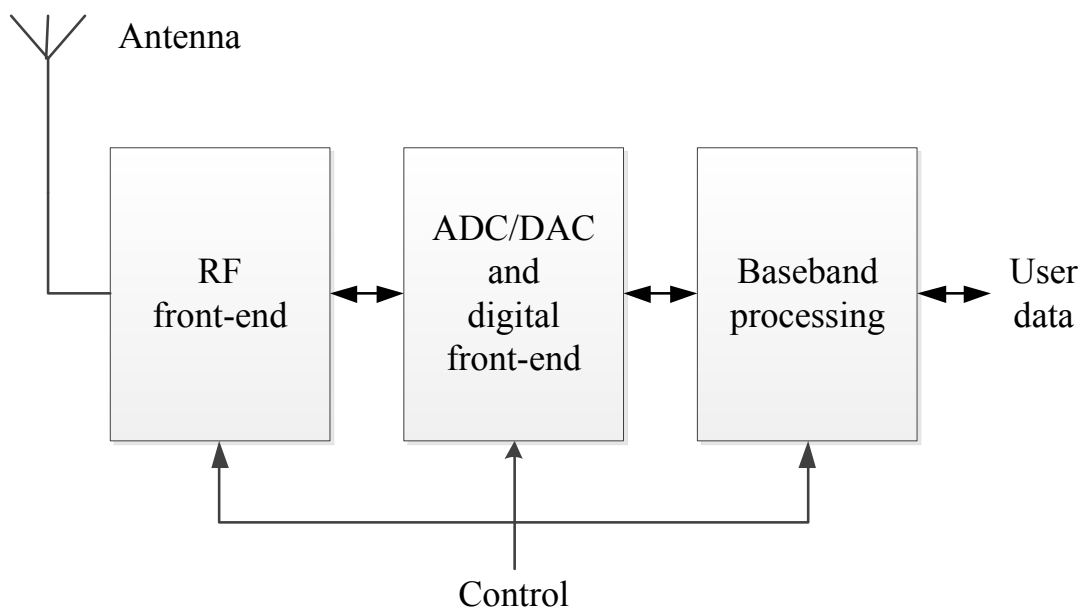 Antenna
RF
front-end
ADC/DAC
and
digital
front-end
Baseband
processing
User
data
Control